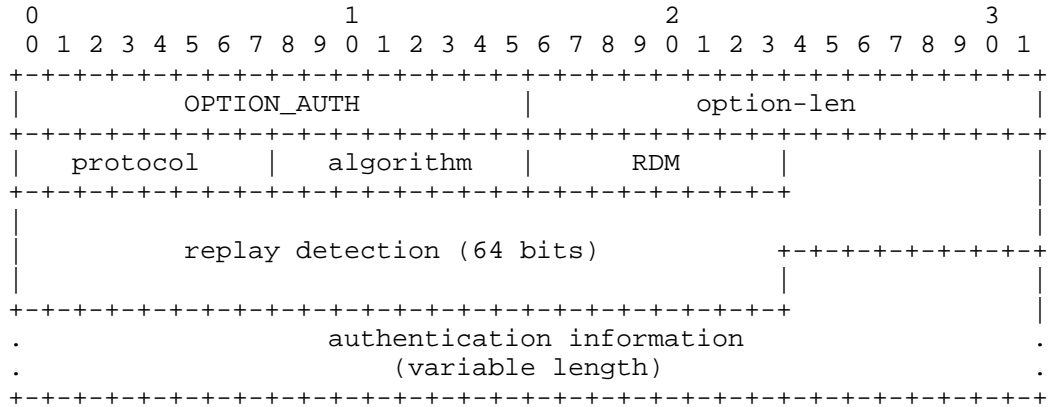 0                   1                   2                   3
 0 1 2 3 4 5 6 7 8 9 0 1 2 3 4 5 6 7 8 9 0 1 2 3 4 5 6 7 8 9 0 1
+-+-+-+-+-+-+-+-+-+-+-+-+-+-+-+-+-+-+-+-+-+-+-+-+-+-+-+-+-+-+-+-+
|          OPTION_AUTH          |          option-len           |
+-+-+-+-+-+-+-+-+-+-+-+-+-+-+-+-+-+-+-+-+-+-+-+-+-+-+-+-+-+-+-+-+
|   protocol    |   algorithm   |      RDM      |               |
+-+-+-+-+-+-+-+-+-+-+-+-+-+-+-+-+-+-+-+-+-+-+-+-+               |
|                                                               |
|          replay detection (64 bits)           +-+-+-+-+-+-+-+-+
|                                               |               |
+-+-+-+-+-+-+-+-+-+-+-+-+-+-+-+-+-+-+-+-+-+-+-+-+               |
.                   authentication information                  .
.                       (variable length)                       .
+-+-+-+-+-+-+-+-+-+-+-+-+-+-+-+-+-+-+-+-+-+-+-+-+-+-+-+-+-+-+-+-+